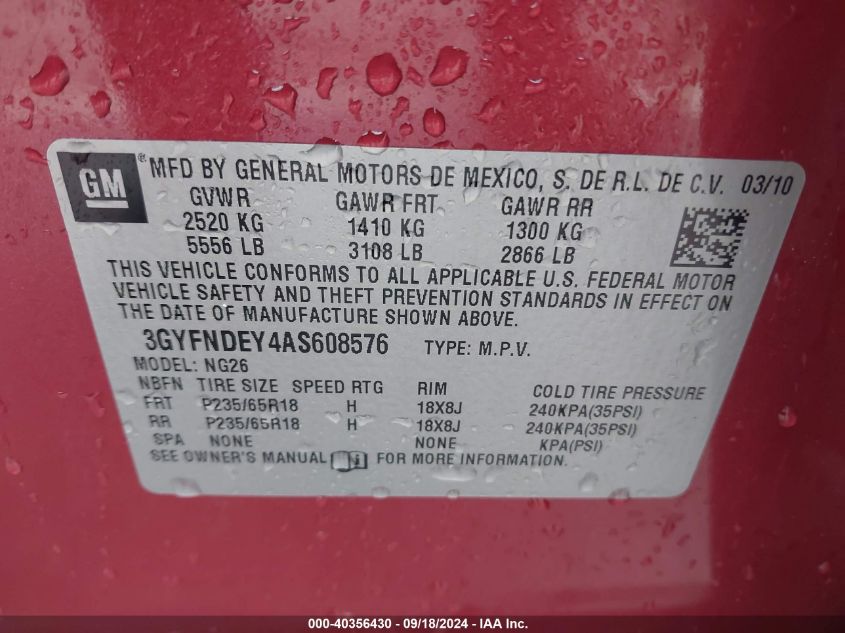 GM® MFD BY GENERAL MOTORS DE MEXICO, S. DE R.L. DE C.V. 03/10
GVWR GAWR FRT GAWR RR
2520 KG 1410 KG 1300 KG
5556 LB 3108 LB 2866 LB
THIS VEHICLE CONFORMS TO ALL APPLICABLE U.S. FEDERAL MOTOR
VEHICLE SAFETY AND THEFT PREVENTION STANDARDS IN EFFECT ON
THE DATE OF MANUFACTURE SHOWN ABOVE.
3GYFNDEY4AS608576 TYPE: M.P.V.
MODEL: NG26
NBFN TIRE SIZE SPEED RTG RIM COLD TIRE PRESSURE
FRT P235/65R18 H 18X8J 240KPA(35PSI)
RR P235/65R18 H 18X8J 240KPA(35PSI)
SPA NONE NONE KPA(PSI)
SEE OWNER'S MANUAL FOR MORE INFORMATION.
000-40356430 - 09/18/2024 - IAA Inc.